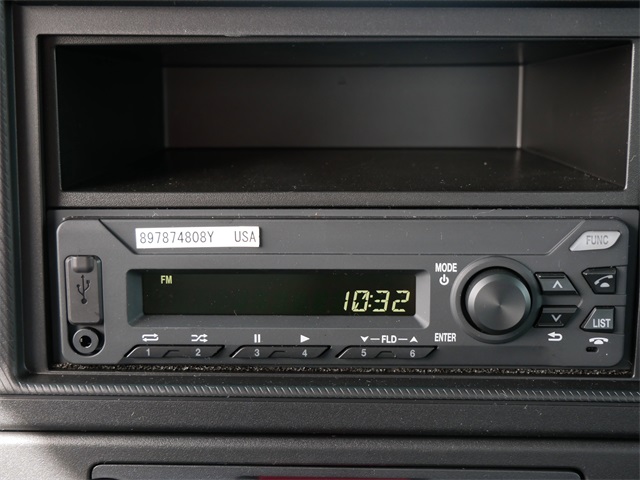 897874808Y USA
FUNC
MODE
FM
10:32
LIST
FLD
ENTER
1 2 3 4 5 6